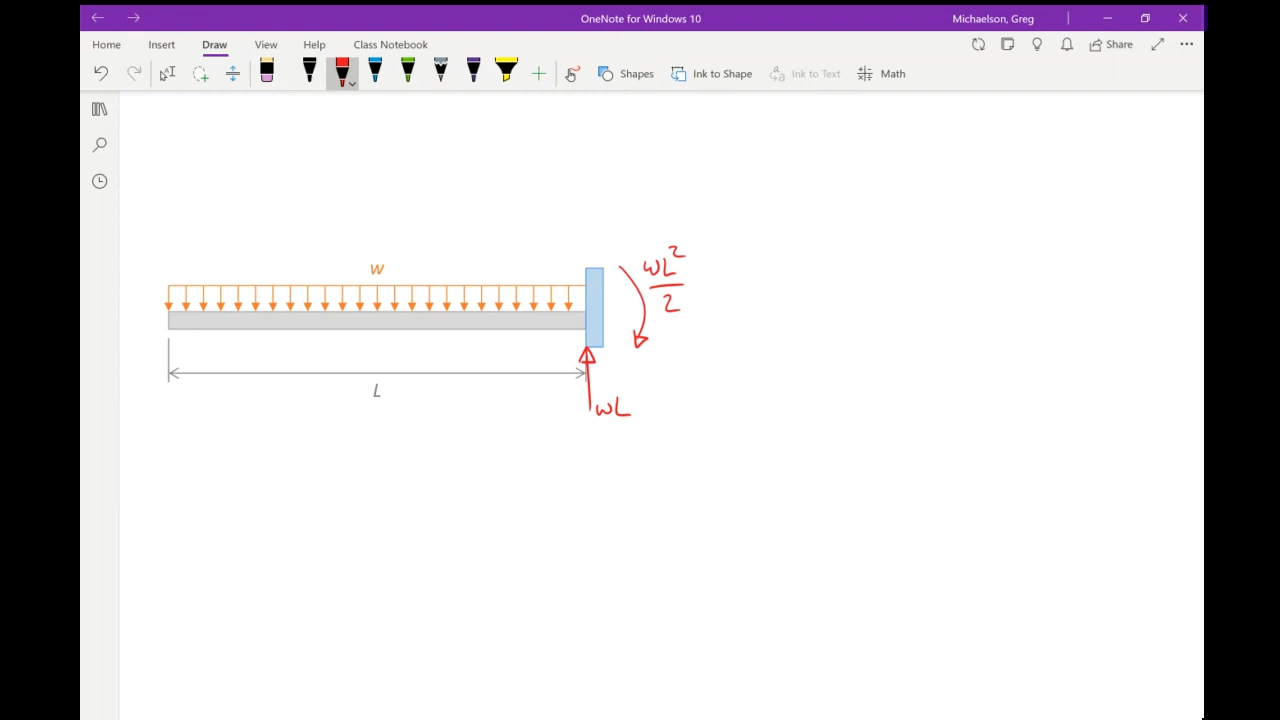 OneNote for Windows 10
Michaelson, Greg
Home Insert Draw View Help Class Notebook
Share
Shapes Ink to Shape Ink to Text Math
w
wL²
2
L
wL